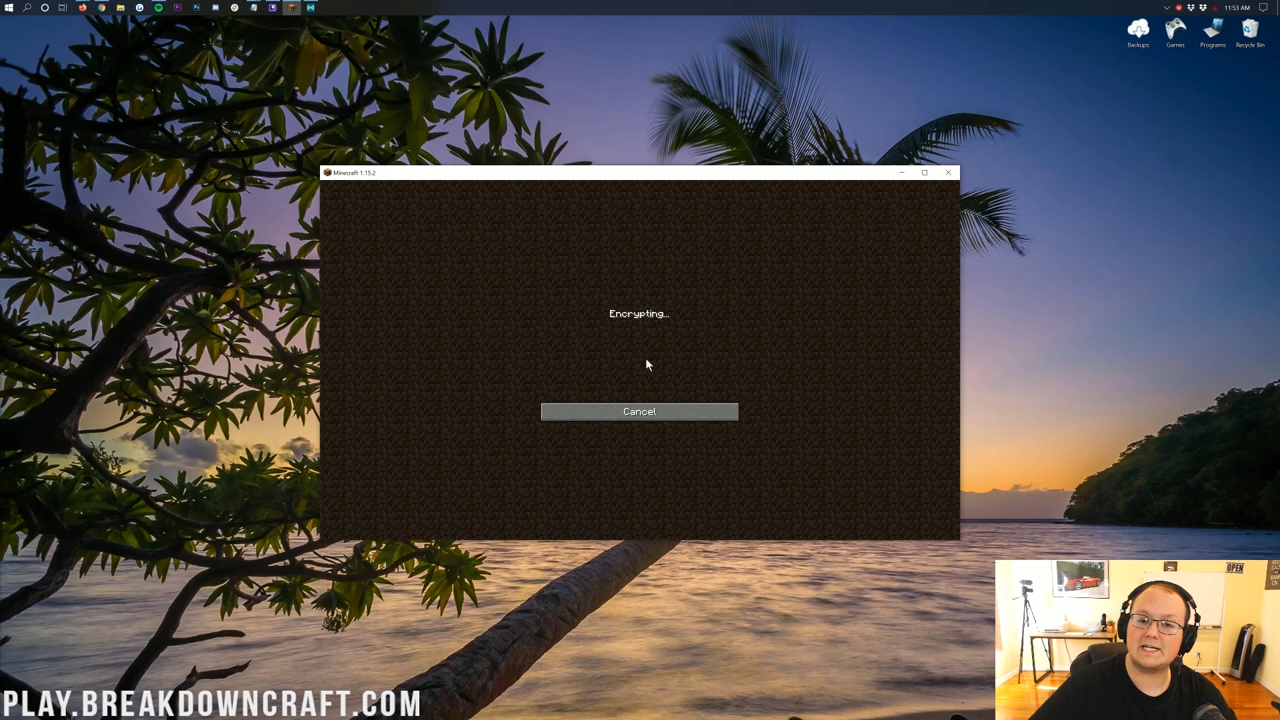 11:53 AM
Backups
Games
Programs
Recycle Bin
Minecraft 1.15.2
Encrypting...
Cancel
OPEN
PLAY.BREAKDOWNCRAFT.COM